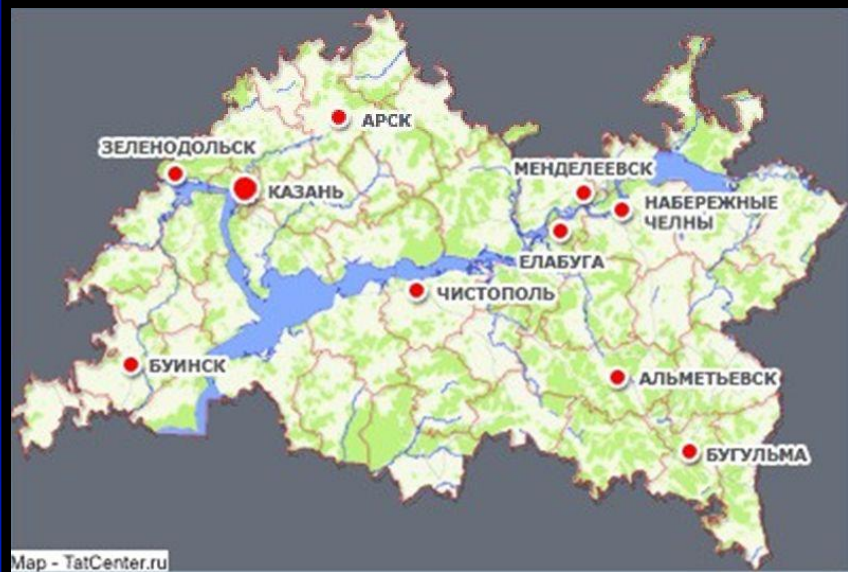 АРСК
ЗЕЛЕНОДОЛЬСК
КАЗАНЬ
МЕНДЕЛЕЕВСК
НАБЕРЕЖНЫЕ
ЧЕЛНЫ
ЕЛАБУГА
ЧИСТОПОЛЬ
БУИНСК
АЛЬМЕТЬЕВСК
БУГУЛЬМА
Map - TatCenter.ru